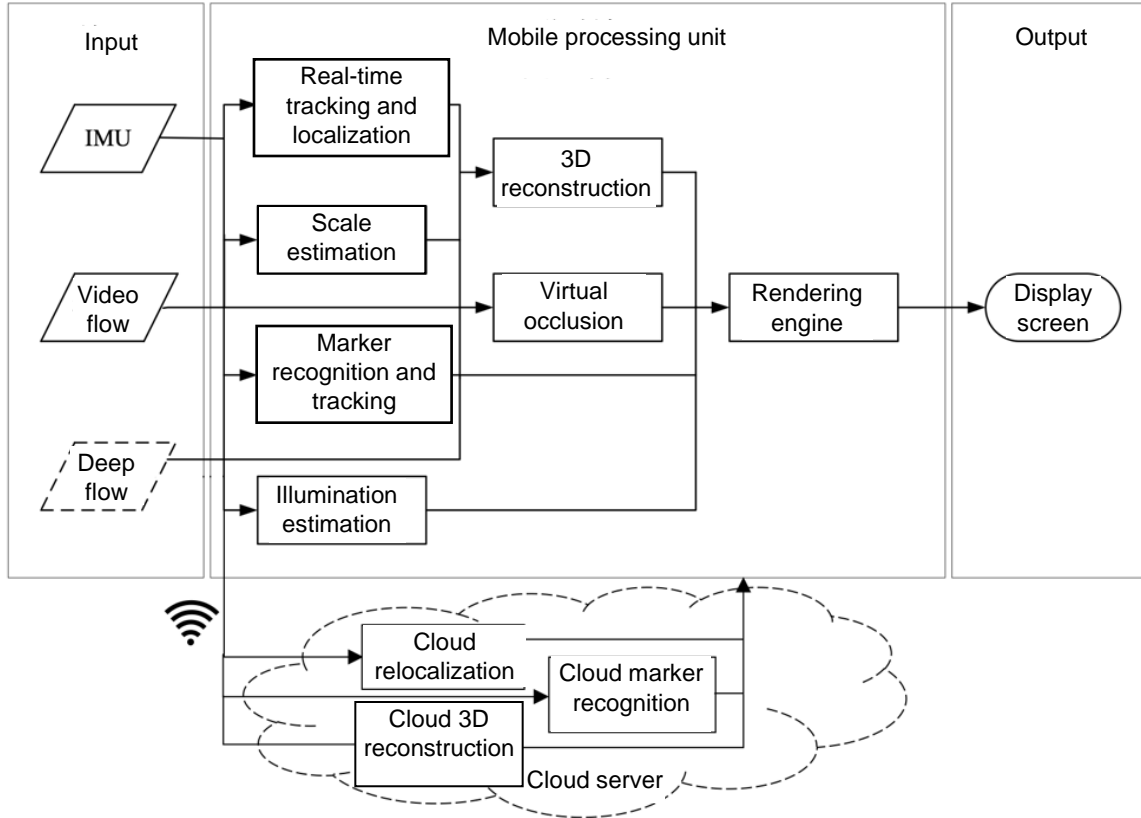 Input
Mobile processing unit
Output
Real-time
tracking and
localization
IMU
3D
reconstruction
Scale
estimation
Video
flow
Virtual
occlusion
Rendering
engine
Display
screen
Marker
recognition and
tracking
Deep
flow
Illumination
estimation
Cloud
relocalization
Cloud marker
recognition
Cloud 3D
reconstruction
Cloud server